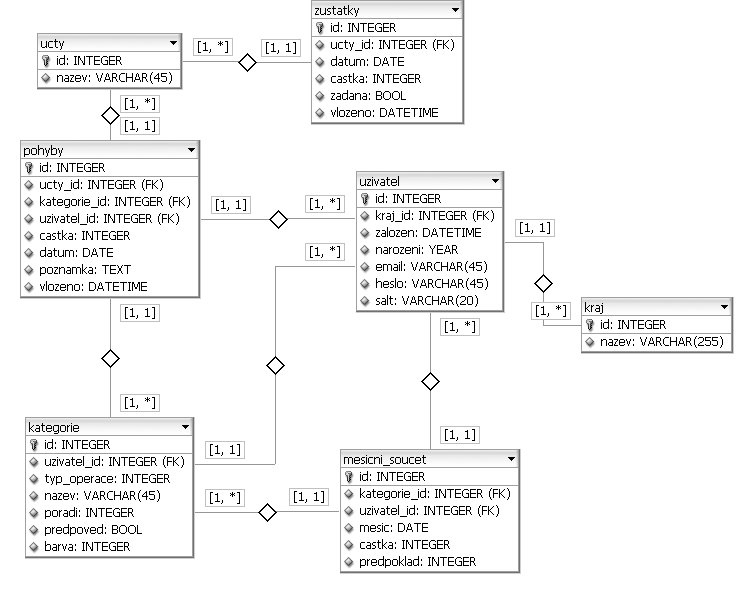 zustatky
id: INTEGER
ucty_id: INTEGER (FK)
datum: DATE
castka: INTEGER
zadana: BOOL
vlozeno: DATETIME
ucty
id: INTEGER
nazev: VARCHAR(45)
[1, *]
[1, 1]
[1, *]
[1, 1]
pohyby
id: INTEGER
ucty_id: INTEGER (FK)
kategorie_id: INTEGER (FK)
uzivatel_id: INTEGER (FK)
castka: INTEGER
datum: DATE
poznamka: TEXT
vlozeno: DATETIME
[1, 1]
[1, *]
[1, *]
uzivatel
id: INTEGER
kraj_id: INTEGER (FK)
zalozen: DATETIME
narozeni: YEAR
email: VARCHAR(45)
heslo: VARCHAR(45)
salt: VARCHAR(20)
[1, 1]
[1, *]
kraj
id: INTEGER
nazev: VARCHAR(255)
[1, 1]
[1, *]
[1, *]
[1, 1]
kategorie
id: INTEGER
uzivatel_id: INTEGER (FK)
typ_operace: INTEGER
nazev: VARCHAR(45)
poradi: INTEGER
predpoved: BOOL
barva: INTEGER
[1, 1]
[1, *]
[1, 1]
mesicni_soucet
id: INTEGER
kategorie_id: INTEGER (FK)
uzivatel_id: INTEGER (FK)
mesic: DATE
castka: INTEGER
predpoklad: INTEGER